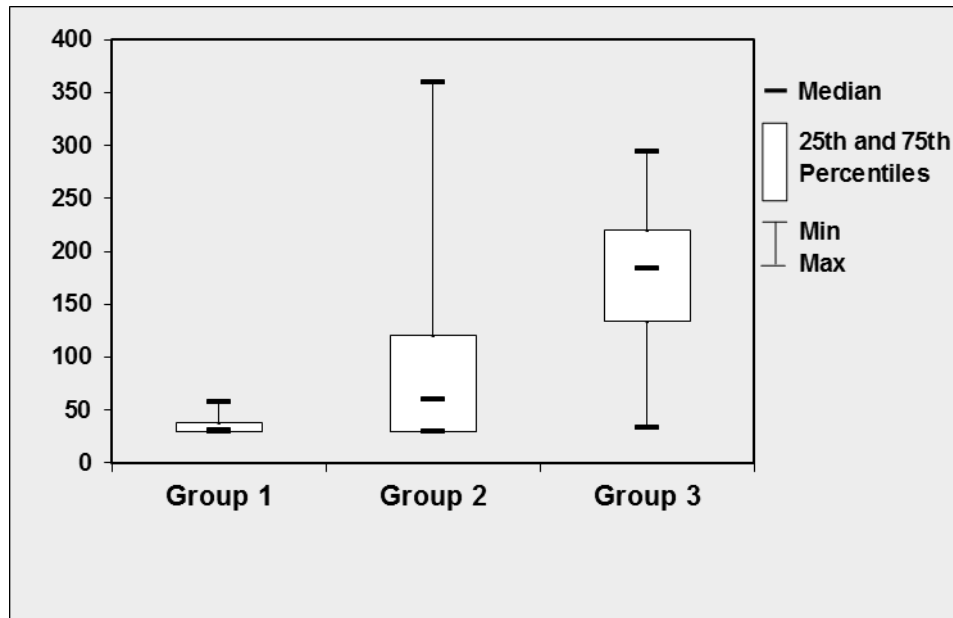 400
350
300
250
200
150
100
50
0
Group 1
Group 2
Group 3
Median
25th and 75th
Percentiles
Min
Max